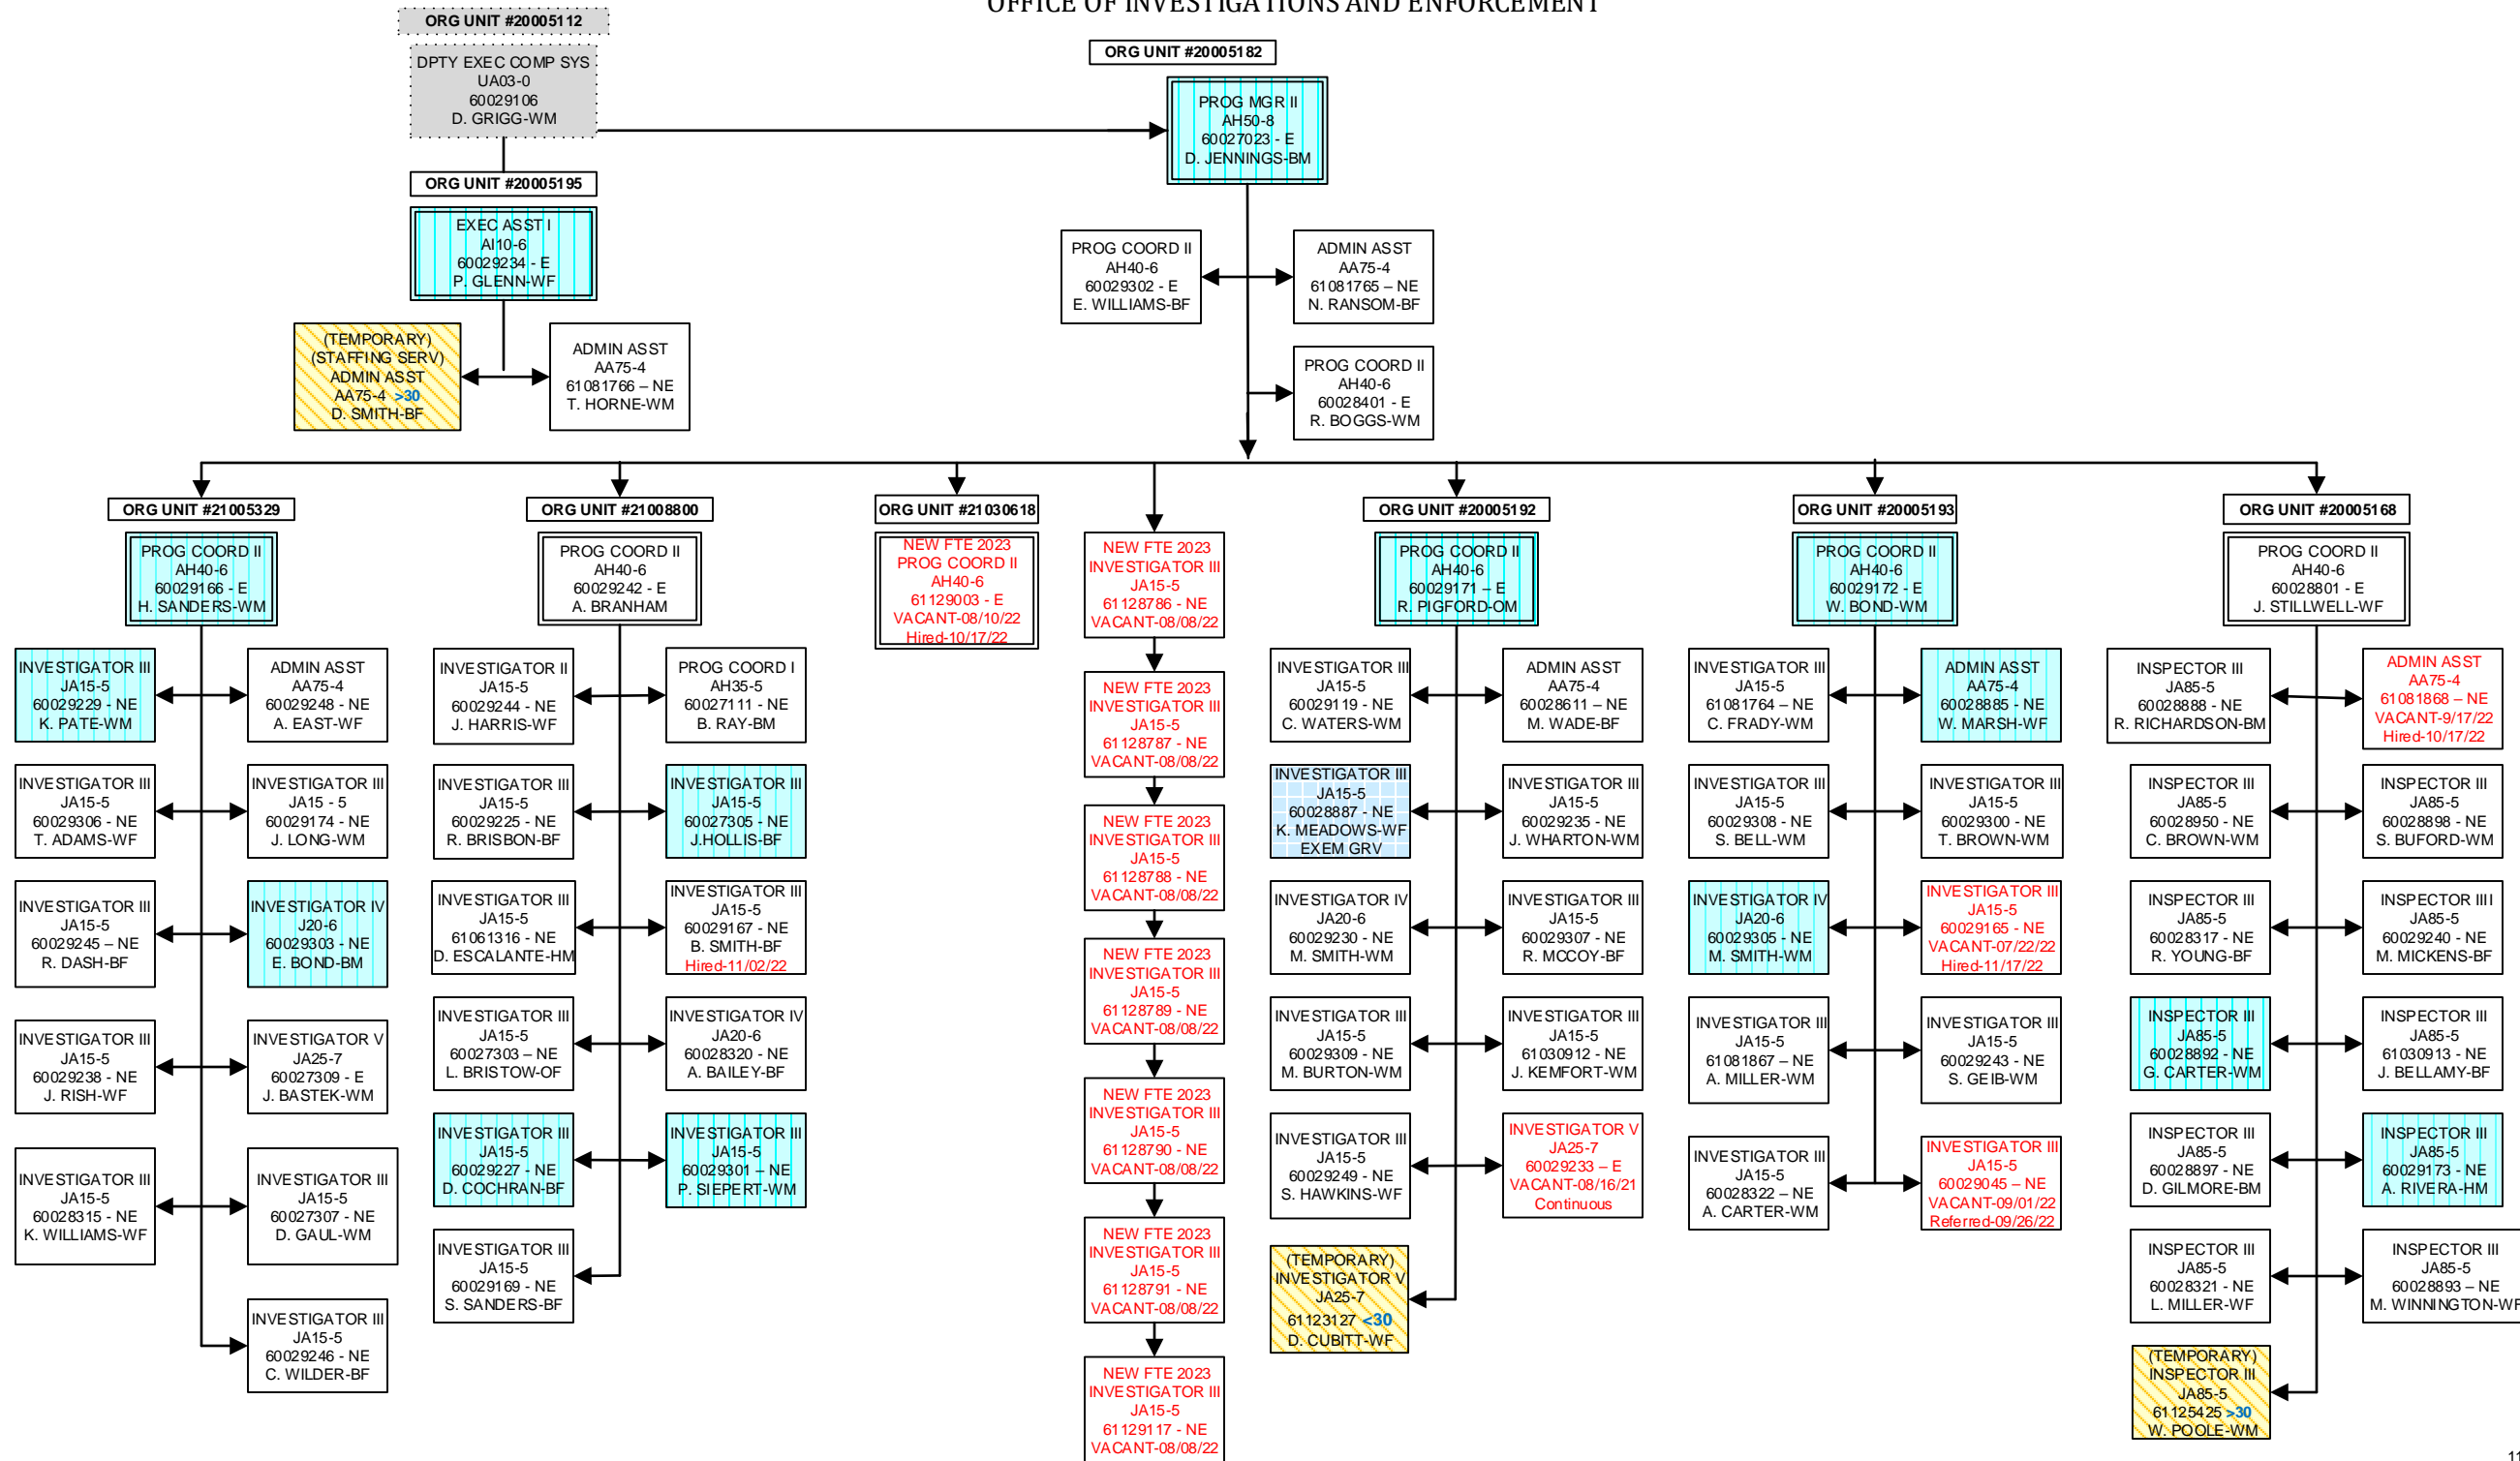 OFFICE OF INVESTIGATIONS AND ENFORCEMENT
ORG UNIT #20005112
DPTY EXEC COMP SYS
UA03-0
60029106
D. GRIGG-WM
ORG UNIT #20005182
PROG MGR II
AH50-8
60027023 - E
D. JENNINGS-BM
ORG UNIT #20005195
EXEC ASST I
AI10-6
60029234 - E
P. GLENN-WF
PROG COORD II
AH40-6
60029302 - E
E. WILLIAMS-BF
ADMIN ASST
AA75-4
61081765 – NE
N. RANSOM-BF
(TEMPORARY)
(STAFFING SERV)
ADMIN ASST
AA75-4 >30
D. SMITH-BF
ADMIN ASST
AA75-4
61081766 – NE
T. HORNE-WM
PROG COORD II
AH40-6
60028401 - E
R. BOGGS-WM
ORG UNIT #21005329
PROG COORD II
AH40-6
60029166 - E
H. SANDERS-WM
INVESTIGATOR III
JA15-5
60029229 - NE
K. PATE-WM
ADMIN ASST
AA75-4
60029248 - NE
A. EAST-WF
INVESTIGATOR III
JA15-5
60029306 - NE
T. ADAMS-WF
INVESTIGATOR III
JA15 - 5
60029174 - NE
J. LONG-WM
INVESTIGATOR III
JA15-5
60029245 – NE
R. DASH-BF
INVESTIGATOR IV
J20-6
60029303 - NE
E. BOND-BM
INVESTIGATOR III
JA15-5
60029238 - NE
J. RISH-WF
INVESTIGATOR V
JA25-7
60027309 - E
J. BASTEK-WM
INVESTIGATOR III
JA15-5
60028315 - NE
K. WILLIAMS-WF
INVESTIGATOR III
JA15-5
60027307 - NE
D. GAUL-WM
INVESTIGATOR III
JA15-5
60029246 - NE
C. WILDER-BF
ORG UNIT #21008800
PROG COORD II
AH40-6
60029242 - E
A. BRANHAM
INVESTIGATOR II
JA15-5
60029244 - NE
J. HARRIS-WF
PROG COORD I
AH35-5
60027111 - NE
B. RAY-BM
INVESTIGATOR III
JA15-5
60029225 - NE
R. BRISBON-BF
INVESTIGATOR III
JA15-5
60027305 - NE
J.HOLLIS-BF
INVESTIGATOR III
JA15-5
61061316 - NE
D. ESCALANTE-HM
INVESTIGATOR III
JA15-5
60029167 - NE
B. SMITH-BF
Hired-11/02/22
INVESTIGATOR III
JA15-5
60027303 – NE
L. BRISTOW-OF
INVESTIGATOR IV
JA20-6
60028320 - NE
A. BAILEY-BF
INVESTIGATOR III
JA15-5
60029227 - NE
D. COCHRAN-BF
INVESTIGATOR III
JA15-5
60029301 – NE
P. SIEPERT-WM
INVESTIGATOR III
JA15-5
60029169 - NE
S. SANDERS-BF
ORG UNIT #21030618
NEW FTE 2023
PROG COORD II
AH40-6
61129003 - E
VACANT-08/10/22
Hired-10/17/22
NEW FTE 2023
INVESTIGATOR III
JA15-5
61128786 - NE
VACANT-08/08/22
NEW FTE 2023
INVESTIGATOR III
JA15-5
61128787 - NE
VACANT-08/08/22
NEW FTE 2023
INVESTIGATOR III
JA15-5
61128788 - NE
VACANT-08/08/22
NEW FTE 2023
INVESTIGATOR III
JA15-5
61128789 - NE
VACANT-08/08/22
NEW FTE 2023
INVESTIGATOR III
JA15-5
61128790 - NE
VACANT-08/08/22
NEW FTE 2023
INVESTIGATOR III
JA15-5
61128791 - NE
VACANT-08/08/22
NEW FTE 2023
INVESTIGATOR III
JA15-5
61129117 - NE
VACANT-08/08/22
ORG UNIT #20005192
PROG COORD II
AH40-6
60029171 – E
R. PIGFORD-OM
INVESTIGATOR III
JA15-5
60029119 - NE
C. WATERS-WM
ADMIN ASST
AA75-4
60028611 – NE
M. WADE-BF
INVESTIGATOR III
JA15-5
60028887 - NE
K. MEADOWS-WF
EXEM GRV
INVESTIGATOR III
JA15-5
60029235 - NE
J. WHARTON-WM
INVESTIGATOR IV
JA20-6
60029230 - NE
M. SMITH-WM
INVESTIGATOR III
JA15-5
60029307 - NE
R. MCCOY-BF
INVESTIGATOR III
JA15-5
60029309 - NE
M. BURTON-WM
INVESTIGATOR III
JA15-5
61030912 - NE
J. KEMFORT-WM
INVESTIGATOR III
JA15-5
60029249 - NE
S. HAWKINS-WF
INVESTIGATOR V
JA25-7
60029233 – E
VACANT-08/16/21
Continuous
(TEMPORARY)
INVESTIGATOR V
JA25-7
61123127 <30
D. CUBITT-WF
ORG UNIT #20005193
PROG COORD II
AH40-6
60029172 - E
W. BOND-WM
INVESTIGATOR III
JA15-5
61081764 – NE
C. FRADY-WM
ADMIN ASST
AA75-4
60028885 - NE
W. MARSH-WF
INVESTIGATOR III
JA15-5
60029308 - NE
S. BELL-WM
INVESTIGATOR III
JA15-5
60029300 - NE
T. BROWN-WM
INVESTIGATOR IV
JA20-6
60029305 - NE
M. SMITH-WM
INVESTIGATOR III
JA15-5
60029165 - NE
VACANT-07/22/22
Hired-11/17/22
INVESTIGATOR III
JA15-5
61081867 – NE
A. MILLER-WM
INVESTIGATOR III
JA15-5
60029243 - NE
S. GEIB-WM
INVESTIGATOR III
JA15-5
60028322 – NE
A. CARTER-WM
INVESTIGATOR III
JA15-5
60029045 – NE
VACANT-09/01/22
Referred-09/26/22
ORG UNIT #20005168
PROG COORD II
AH40-6
60028801 - E
J. STILLWELL-WF
INSPECTOR III
JA85-5
60028888 - NE
R. RICHARDSON-BM
ADMIN ASST
AA75-4
61081868 – NE
VACANT-9/17/22
Hired-10/17/22
INSPECTOR III
JA85-5
60028950 - NE
C. BROWN-WM
INSPECTOR III
JA85-5
60028898 - NE
S. BUFORD-WM
INSPECTOR III
JA85-5
60028317 - NE
R. YOUNG-BF
INSPECTOR IIII
JA85-5
60029240 - NE
M. MICKENS-BF
INSPECTOR III
JA85-5
60028892 - NE
G. CARTER-WM
INSPECTOR III
JA85-5
61030913 - NE
J. BELLAMY-BF
INSPECTOR III
JA85-5
60028897 - NE
D. GILMORE-BM
INSPECTOR III
JA85-5
60029173 - NE
A. RIVERA-HM
INSPECTOR III
JA85-5
60028321 - NE
L. MILLER-WF
INSPECTOR III
JA85-5
60028893 – NE
M. WINNINGTON-WF
(TEMPORARY)
INSPECTOR III
JA85-5
61125425 >30
W. POOLE-WM
11